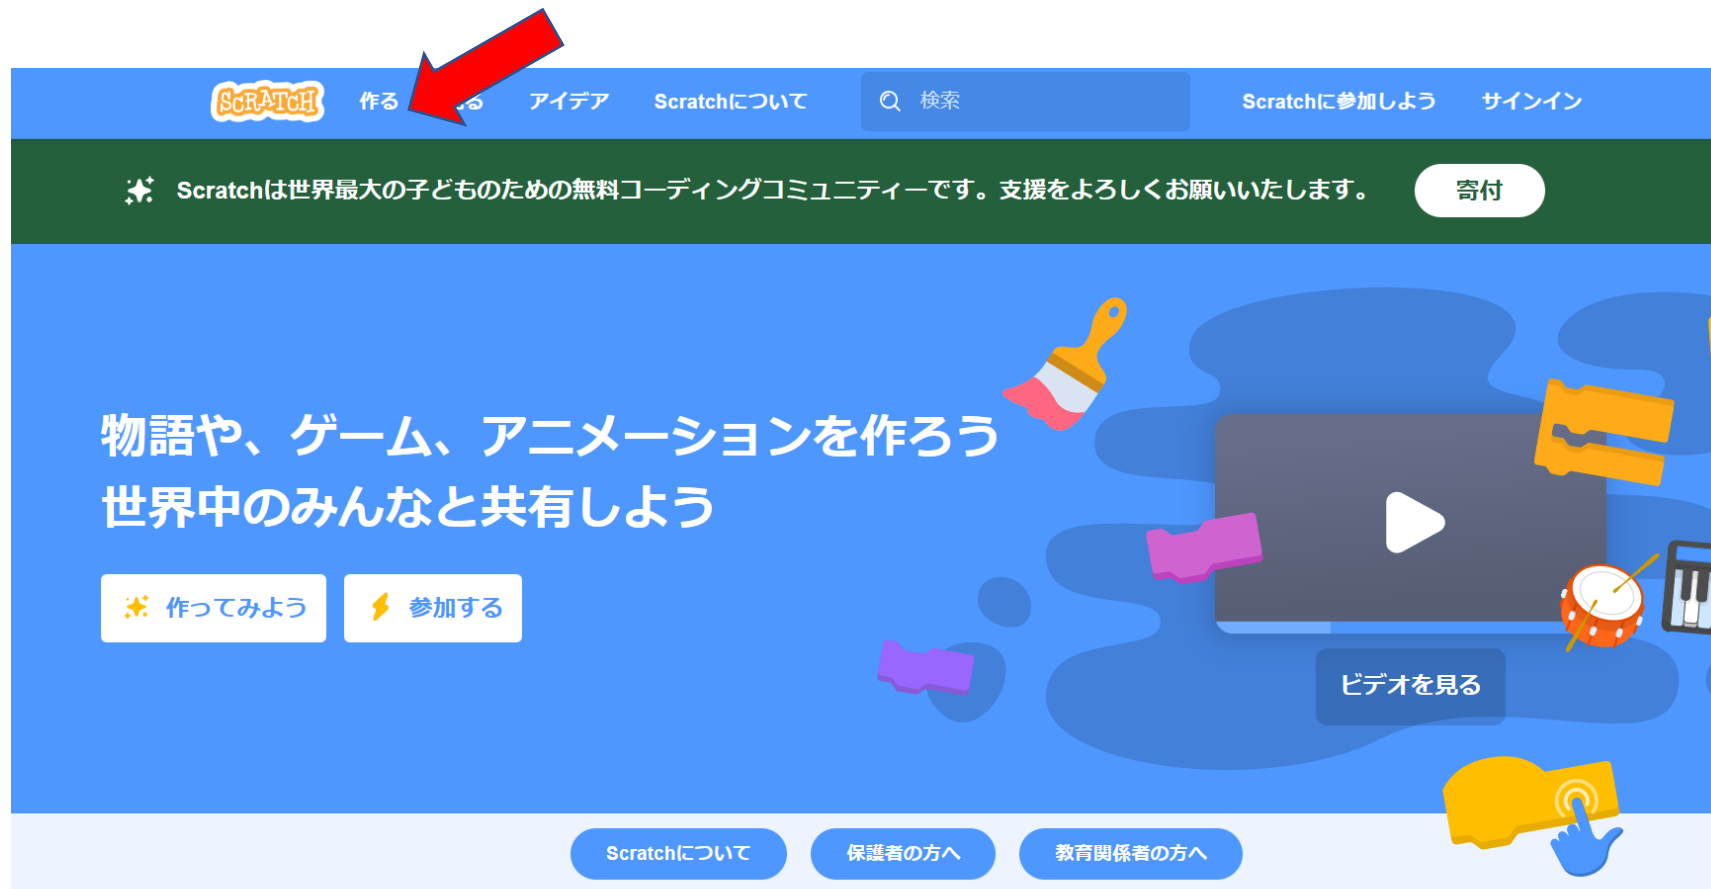 SCRATCH
作る
る
アイデア
Scratchについて
検索
Scratchに参加しよう
サインイン
Scratchは世界最大の子どものための無料コーディングコミュニティーです。支援をよろしくお願いいたします。
寄付
物語や、ゲーム、アニメーションを作ろう
世界中のみんなと共有しよう
作ってみよう
参加する
ビデオを見る
Scratchについて
保護者の方へ
教育関係者の方へ